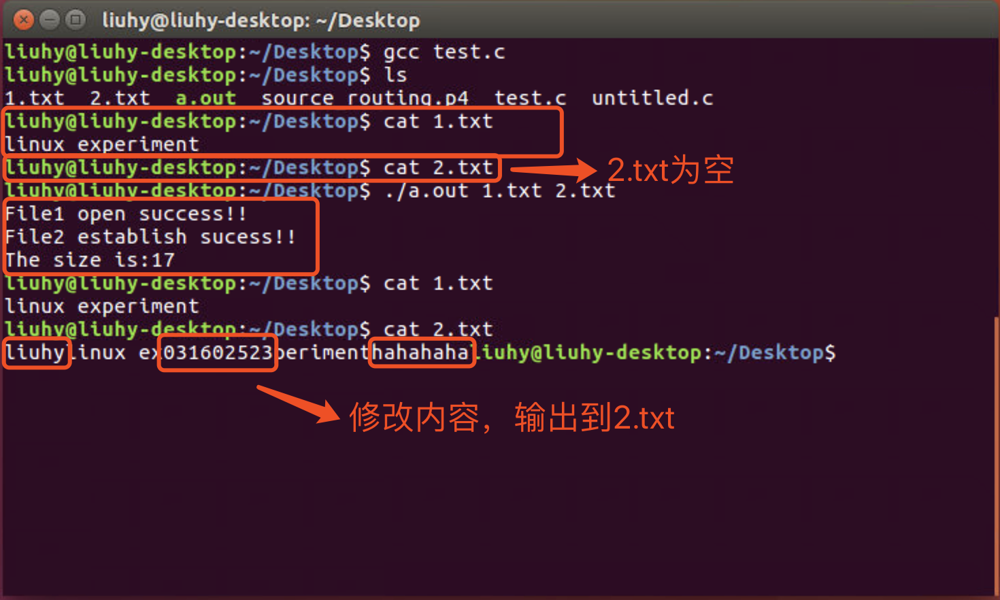 liuhy@liuhy-desktop: ~/Desktop
liuhy@liuhy-desktop:~/Desktop$ gcc test.c
liuhy@liuhy-desktop:~/Desktop$ ls
1.txt  2.txt  a.out  source_routing.p4  test.c  untitled.c
liuhy@liuhy-desktop:~/Desktop$ cat 1.txt
linux experiment
liuhy@liuhy-desktop:~/Desktop$ cat 2.txt
2.txt为空
liuhy@liuhy-desktop:~/Desktop$ ./a.out 1.txt 2.txt
File1 open success!!
File2 establish sucess!!
The size is:17
liuhy@liuhy-desktop:~/Desktop$ cat 1.txt
linux experiment
liuhy@liuhy-desktop:~/Desktop$ cat 2.txt
liuhylinux ex031602523perimenthahahahaliuhy@liuhy-desktop:~/Desktop$
修改内容，输出到2.txt